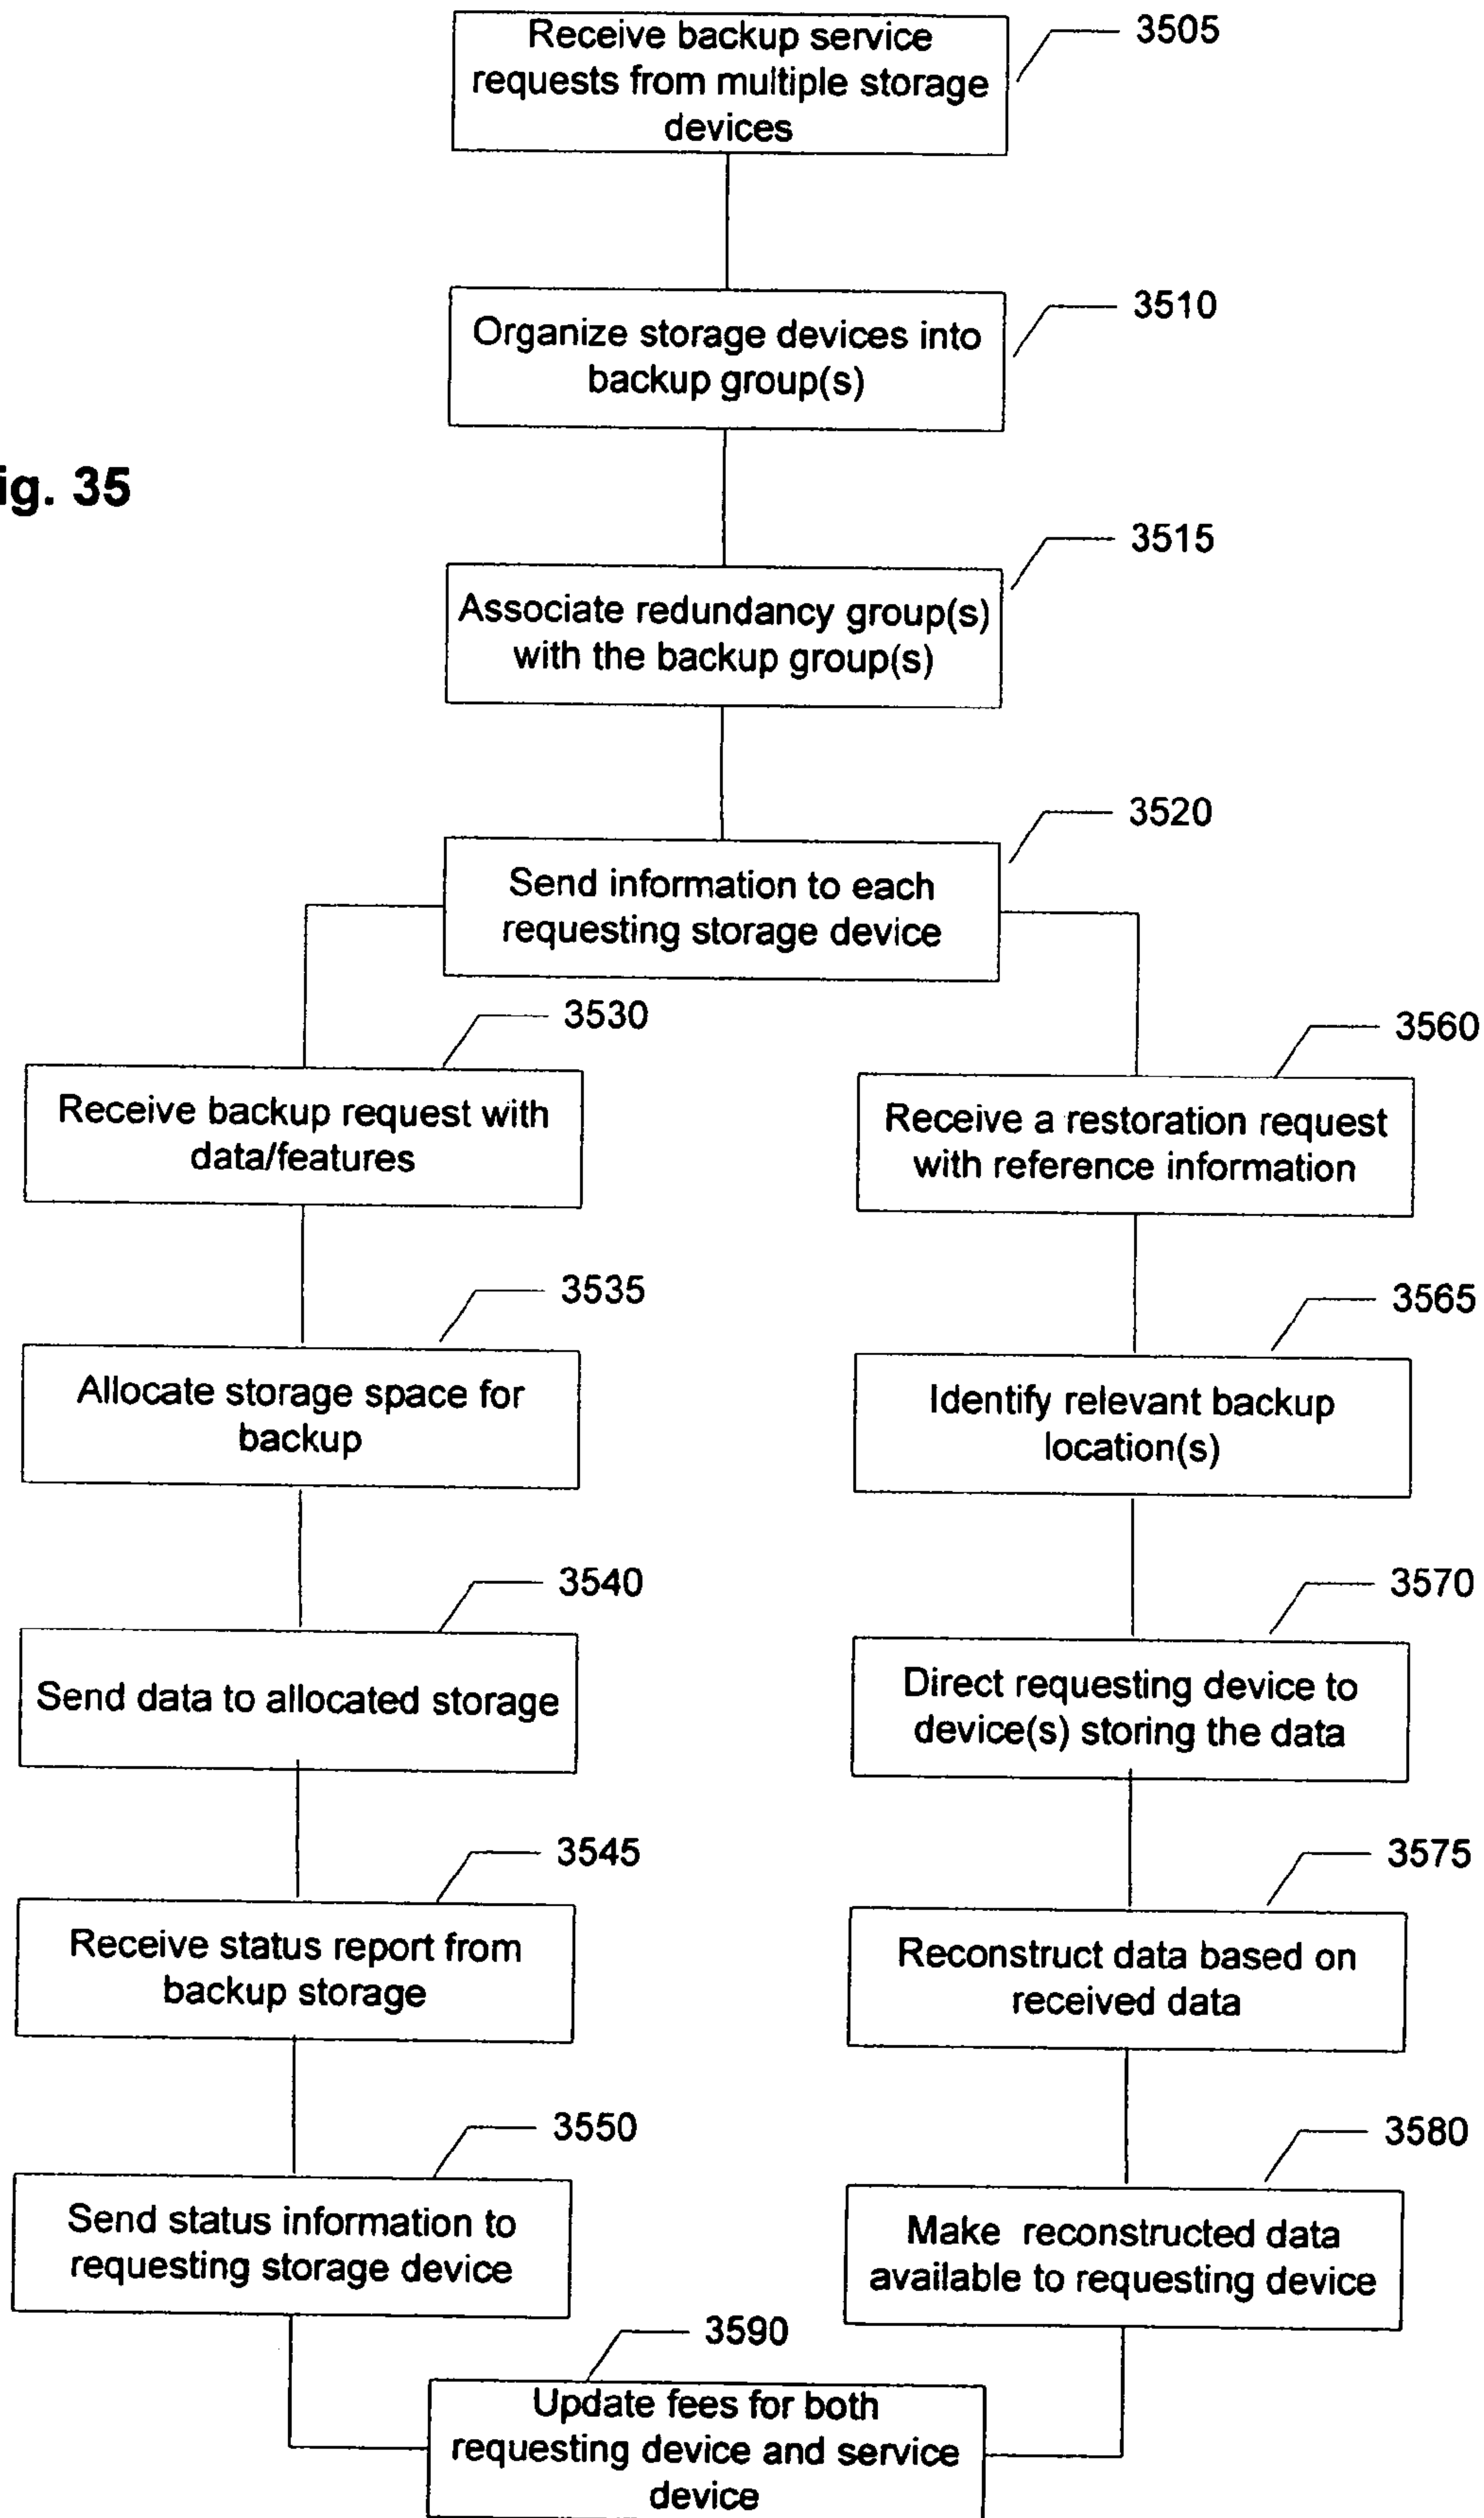 Receive backup service
requests from multiple storage
devices
3505
Organize storage devices into
backup group(s)
3510
ig. 35
Associate redundancy group(s)
with the backup group(s)
3515
Send information to each
requesting storage device
3520
Receive backup request with
data/features
3530
Receive a restoration request
with reference information
3560
Allocate storage space for
backup
3535
Identify relevant backup
location(s)
3565
Send data to allocated storage
3540
Direct requesting device to
device(s) storing the data
3570
Receive status report from
backup storage
3545
Reconstruct data based on
received data
3575
Send status information to
requesting storage device
3550
Make reconstructed data
available to requesting device
3580
Update fees for both
requesting device and service
device
3590